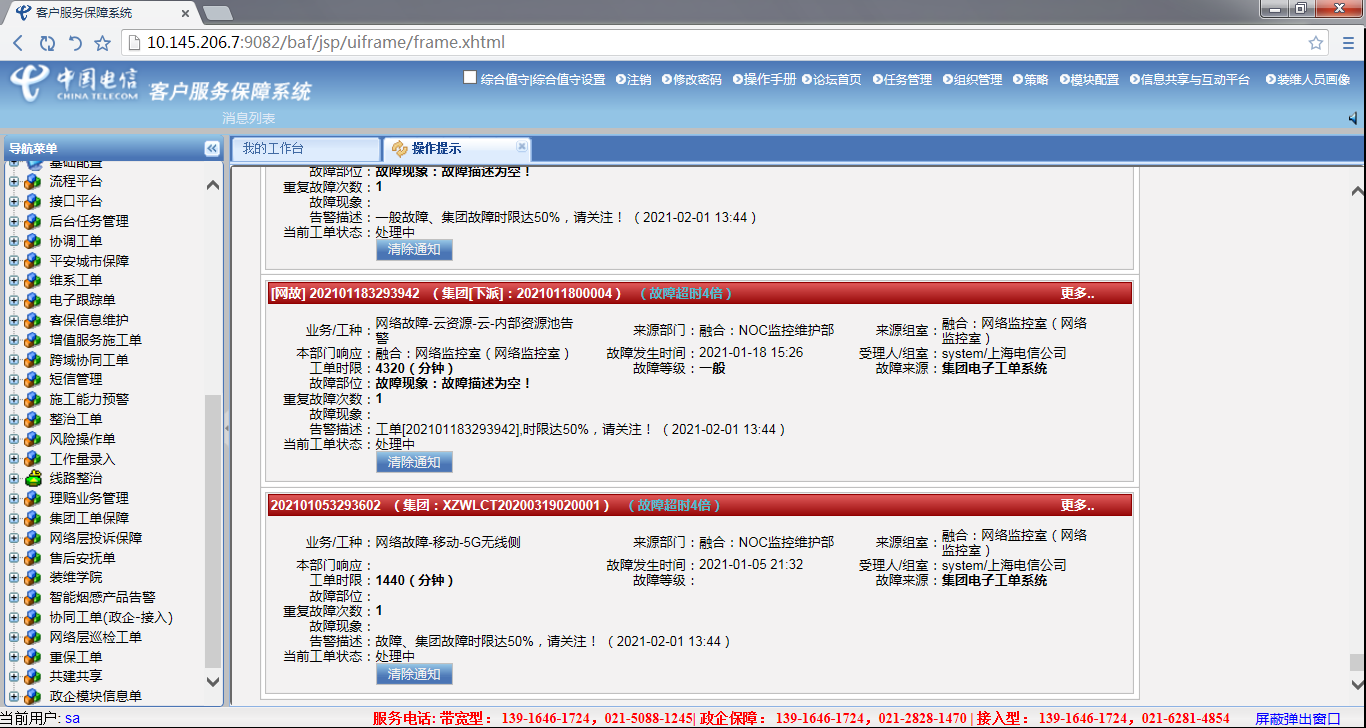 客户服务保障系统
10.145.206.7:9082/baf/jsp/uiframe/frame.xhtml
中国电信
CHINA TELECOM
客户服务保障系统
综合值守|综合值守设置 注销 修改密码 操作手册 论坛首页 任务管理 组织管理 策略 模块配置 信息共享与互动平台 装维人员画像
消息列表
导航菜单
我的工作台 操作提示
基础配置
流程平台
接口平台
后台任务管理
协调工单
平安城市保障
维系工单
电子跟踪单
客保信息维护
增值服务施工单
跨域协同工单
短信管理
施工能力预警
整治工单
风险操作单
工作量录入
线路整治
理赔业务管理
集团工单保障
网络层投诉保障
售后安抚单
装维学院
智能烟感产品告警
协同工单(政企-接入)
网络层巡检工单
重保工单
共建共享
政企模块信息单
故障部位：故障现象：故障描述为空！
重复故障次数：1
故障现象：
告警描述：一般故障、集团故障时限达50%，请关注！（2021-02-01 13:44）
当前工单状态：处理中
清除通知
[网故] 202101183293942 （集团[下派]：2021011800004） （故障超时4倍） 更多..
业务/工种：网络故障-云资源-云-内部资源池告警 来源部门：融合：NOC监控维护部 来源组室：融合：网络监控室（网络监控室）
本部门响应：融合：网络监控室（网络监控室） 故障发生时间：2021-01-18 15:26 受理人/组室：system/上海电信公司
工单时限：4320（分钟） 故障等级：一般 故障来源：集团电子工单系统
故障部位：故障现象：故障描述为空！
重复故障次数：1
故障现象：
告警描述：工单[202101183293942],时限达50%，请关注！（2021-02-01 13:44）
当前工单状态：处理中
清除通知
202101053293602 （集团：XZWLCT20200319020001） （故障超时4倍） 更多..
业务/工种：网络故障-移动-5G无线侧 来源部门：融合：NOC监控维护部 来源组室：融合：网络监控室（网络监控室）
本部门响应： 故障发生时间：2021-01-05 21:32 受理人/组室：system/上海电信公司
工单时限：1440（分钟） 故障等级： 故障来源：集团电子工单系统
故障部位：
重复故障次数：1
故障现象：
告警描述：故障、集团故障时限达50%，请关注！（2021-02-01 13:44）
当前工单状态：处理中
清除通知
当前用户: sa 服务电话: 带宽型： 139-1646-1724，021-5088-1245| 政企保障： 139-1646-1724，021-2828-1470 | 接入型： 139-1646-1724，021-6281-4854 屏蔽弹出窗口